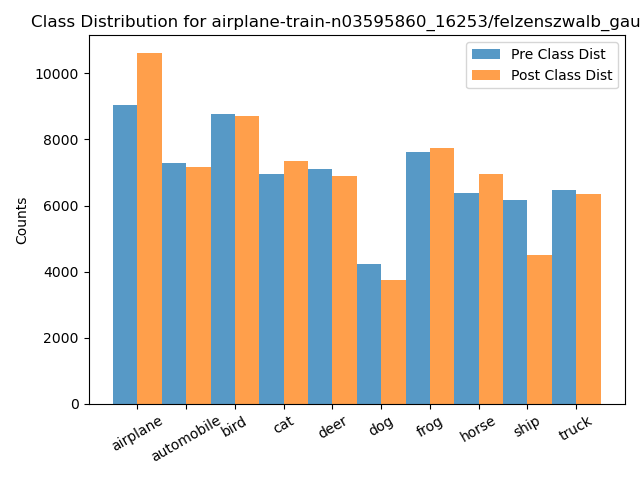 Class Distribution for airplane-train-n03595860_16253/felzenszwalb_gau
Pre Class Dist
Post Class Dist
Counts
10000
8000
6000
4000
2000
0
airplane
automobile
bird
cat
deer
dog
frog
horse
ship
truck